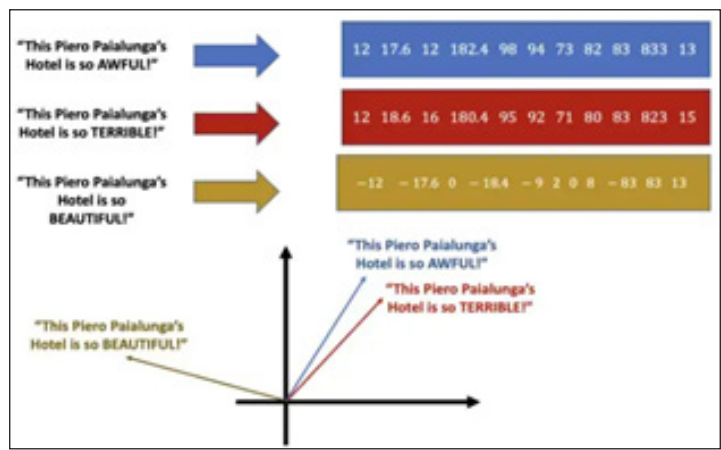 "This Piero Paialunga's
Hotel is so AWFUL!"
12 17.6 12 182.4 98 94 73 82 83 833 13
"This Piero Paialunga's
Hotel is so TERRIBLE!"
12 18.6 16 180.4 95 92 71 80 83 823 15
"This Piero Paialunga's
Hotel is so
BEAUTIFUL!"
−12 −17.6 0 −18.4 −9 2 0 8 −83 83 13
"This Piero Paialunga's
Hotel is so AWFUL!"
"This Piero Paialunga's
Hotel is so TERRIBLE!"
"This Piero Paialunga's
Hotel is so BEAUTIFUL!"